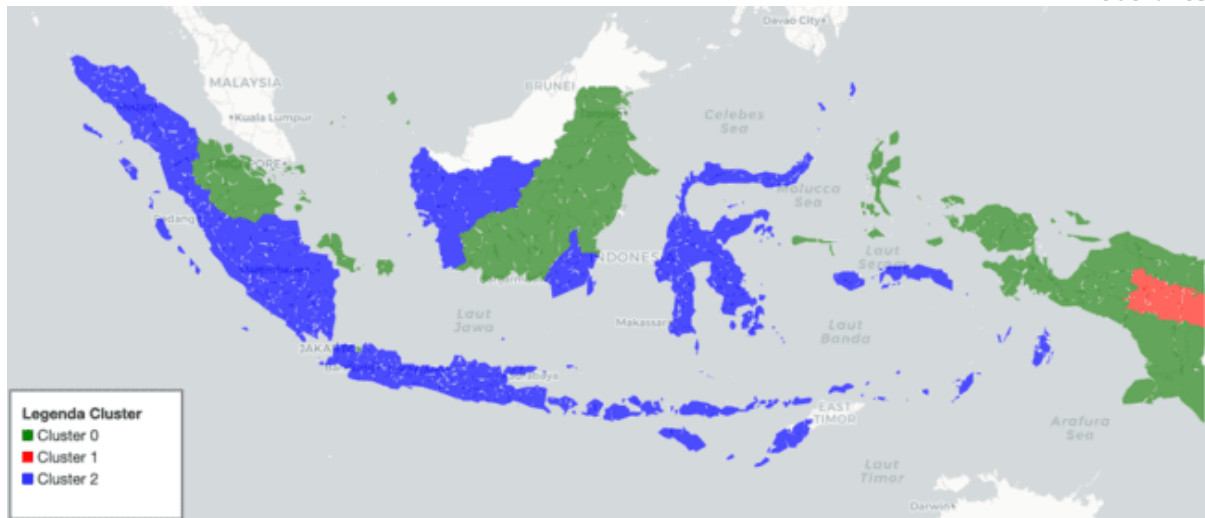 Davao City
MALAYSIA
BRUNEI
Kuala Lumpur
Celebes
Sea
Molucca
Sea
Padang
INDONESIA
Laut
Seram
Laut
Jawa
Makassar
Laut
Banda
JAKARTA
Surabaya
EAST
TIMOR
Arafura
Sea
Laut
Timor
Darwin
Legenda Cluster
Cluster 0
Cluster 1
Cluster 2